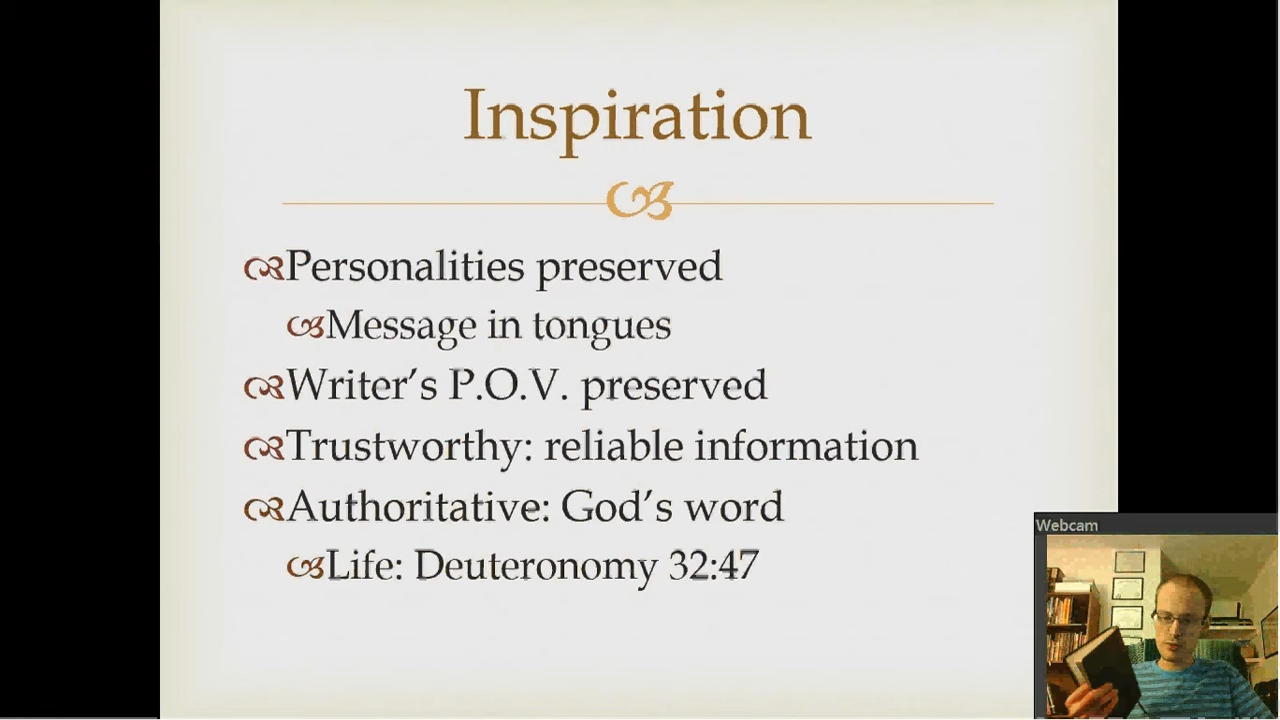 Inspiration
Personalities preserved
Message in tongues
Writer's P.O.V. preserved
Trustworthy: reliable information
Authoritative: God's word
Life: Deuteronomy 32:47
Webcam